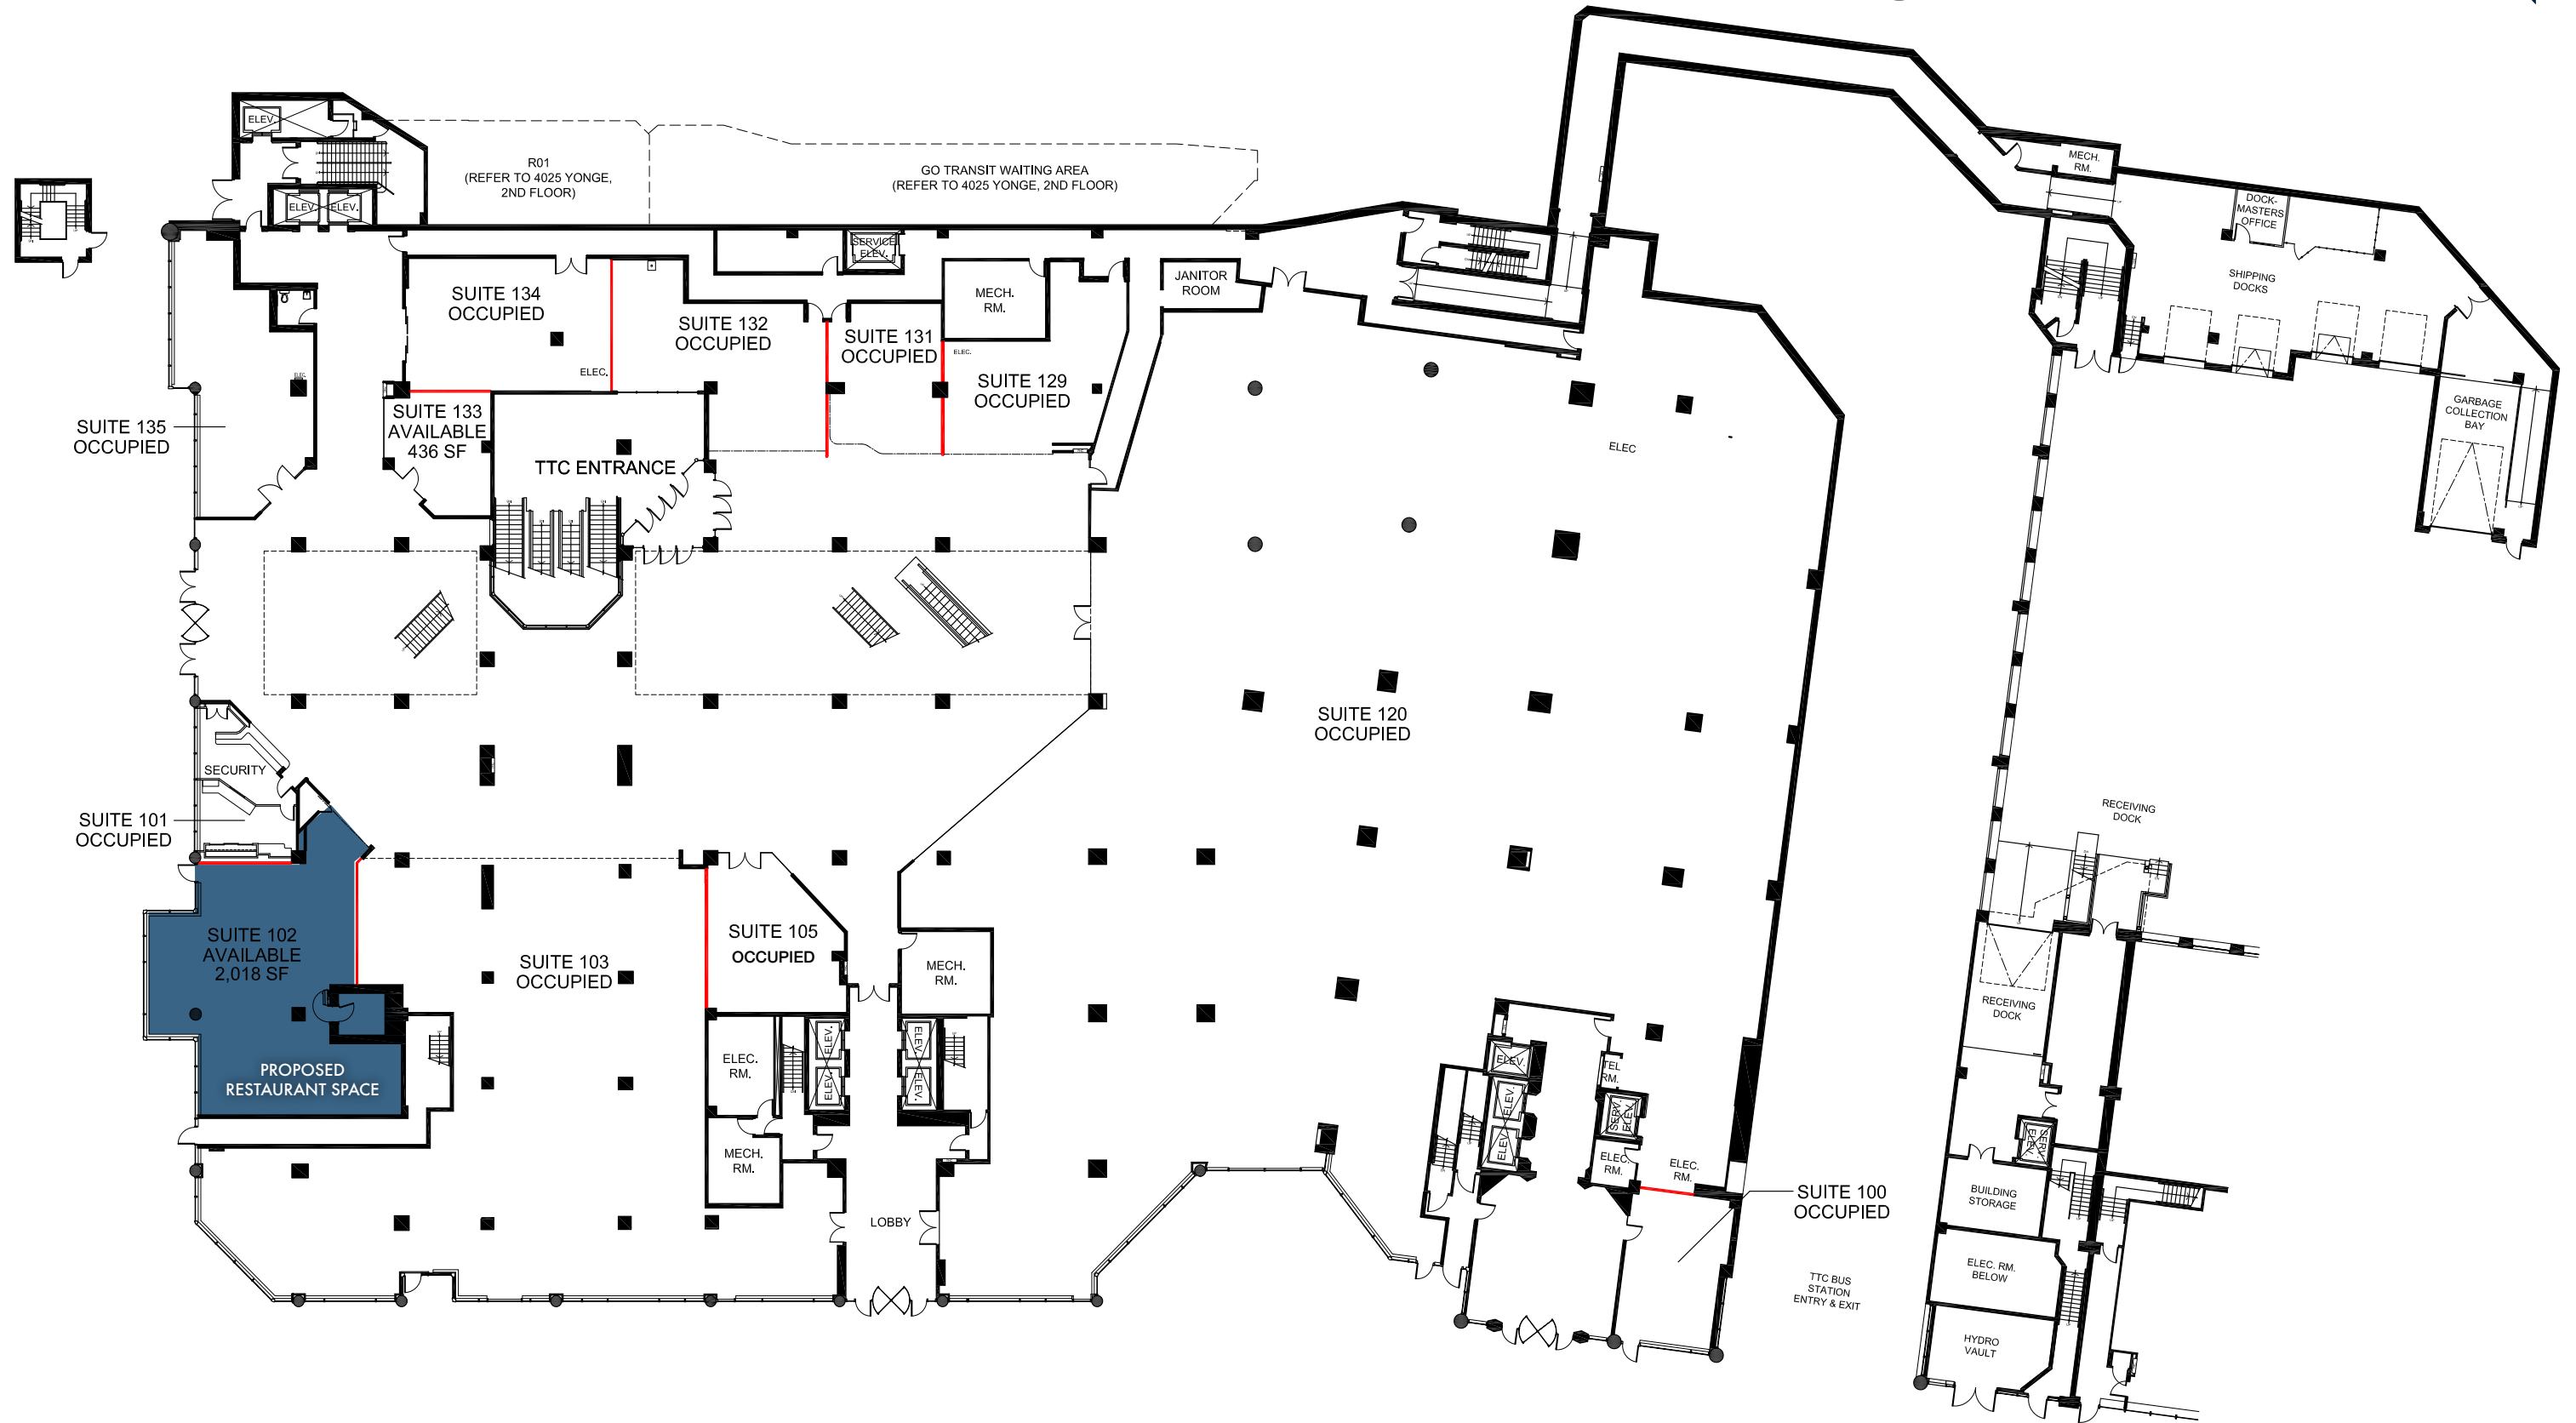 ELEV.
R01
(REFER TO 4025 YONGE,
2ND FLOOR)
GO TRANSIT WAITING AREA
(REFER TO 4025 YONGE, 2ND FLOOR)
MECH.
RM.
ELEV.
ELEV.
DOCK-
MASTERS
OFFICE
SERVICE
ELEV.
SHIPPING
DOCKS
JANITOR
ROOM
MECH.
RM.
SUITE 134
OCCUPIED
SUITE 132
OCCUPIED
SUITE 131
OCCUPIED
ELEC.
ELEC.
ELEC.
SUITE 129
OCCUPIED
SUITE 133
AVAILABLE
436 SF
SUITE 135
OCCUPIED
GARBAGE
COLLECTION
BAY
ELEC
TTC ENTRANCE
SUITE 120
OCCUPIED
SECURITY
SUITE 101
OCCUPIED
RECEIVING
DOCK
SUITE 102
AVAILABLE
2,018 SF
SUITE 103
OCCUPIED
SUITE 105
OCCUPIED
MECH.
RM.
RECEIVING
DOCK
ELEV.
ELEV.
ELEV.
ELEV.
ELEC.
RM.
PROPOSED
RESTAURANT SPACE
ELEV.
ELEV.
ELEV.
TEL
RM.
SERV.
ELEV.
SERV.
ELEV.
MECH.
RM.
ELEC.
RM.
ELEC.
RM.
SUITE 100
OCCUPIED
BUILDING
STORAGE
LOBBY
ELEC. RM.
BELOW
TTC BUS
STATION
ENTRY & EXIT
HYDRO
VAULT